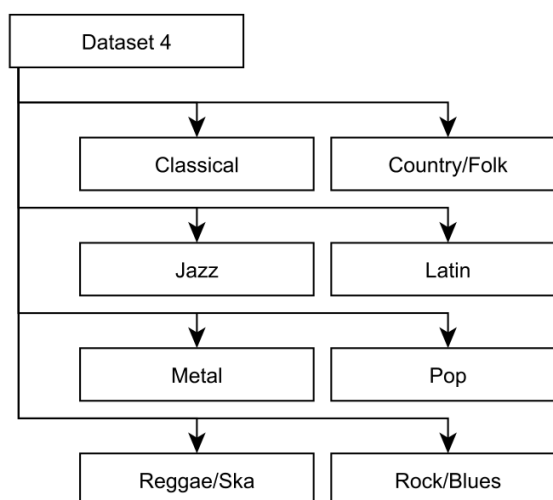 Dataset 4
Classical
Country/Folk
Jazz
Latin
Metal
Pop
Reggae/Ska
Rock/Blues